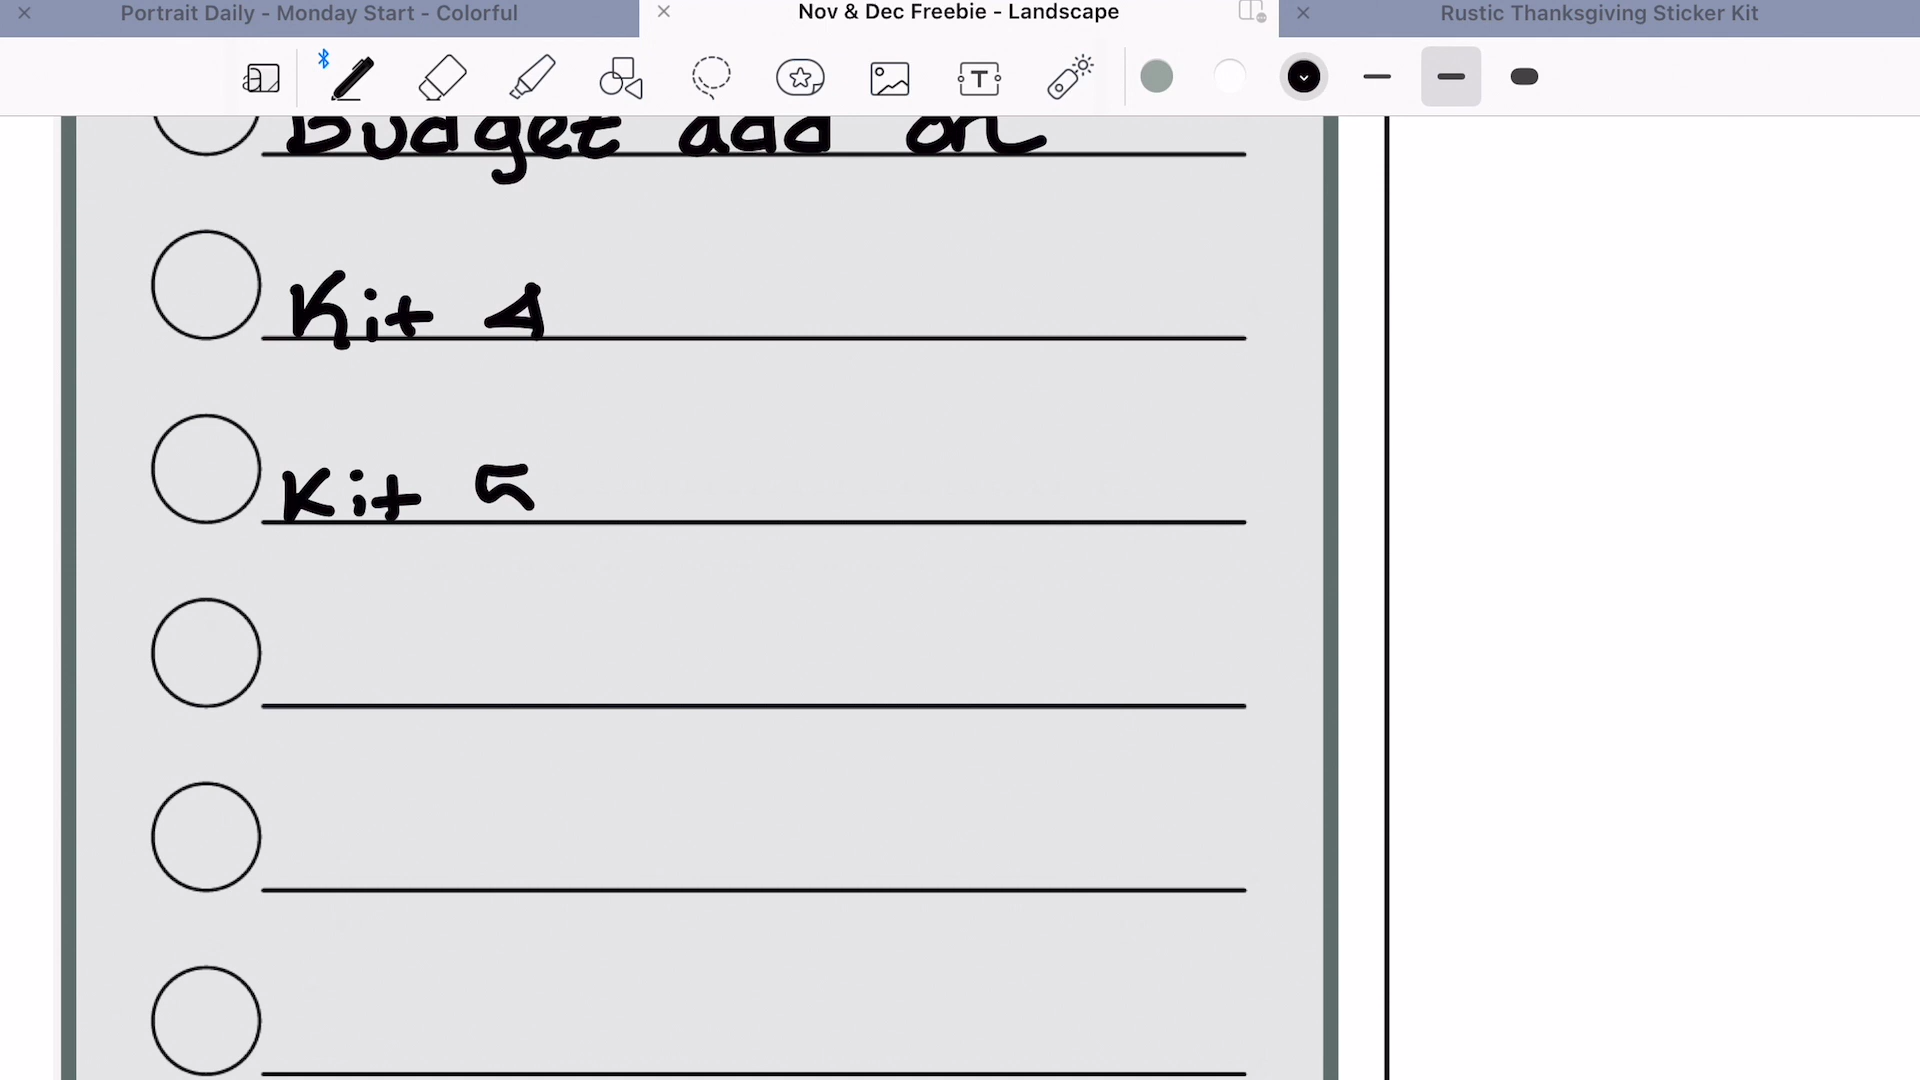 Portrait Daily - Monday Start - Colorful
Nov & Dec Freebie - Landscape
Rustic Thanksgiving Sticker Kit
Budget add on
Kit 4
Kit 5